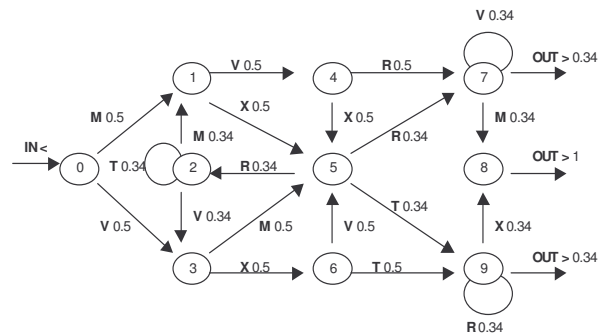 V 0.34
V 0.5
R 0.5
OUT > 0.34
1
4
7
M 0.5
X 0.5
X 0.5
M 0.34
IN <
M 0.34
R 0.34
OUT > 1
0
T 0.34
2
R 0.34
5
8
V 0.5
V 0.34
T 0.34
M 0.5
V 0.5
X 0.34
3
X 0.5
6
T 0.5
9
OUT > 0.34
R 0.34